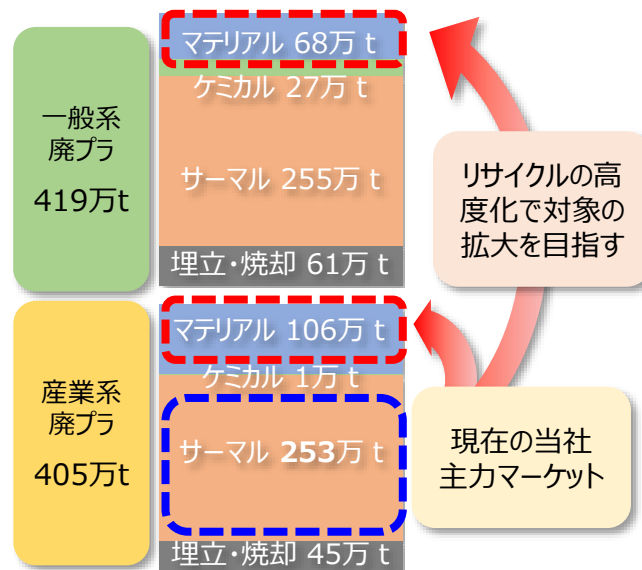 一般系
廃プラ
419万t
マテリアル 68万 t
ケミカル 27万 t
サーマル 255万 t
埋立・焼却 61万 t
リサイクルの高
度化で対象の
拡大を目指す
産業系
廃プラ
405万t
マテリアル 106万 t
ケミカル 1万 t
サーマル 253万 t
埋立・焼却 45万 t
現在の当社
主力マーケット